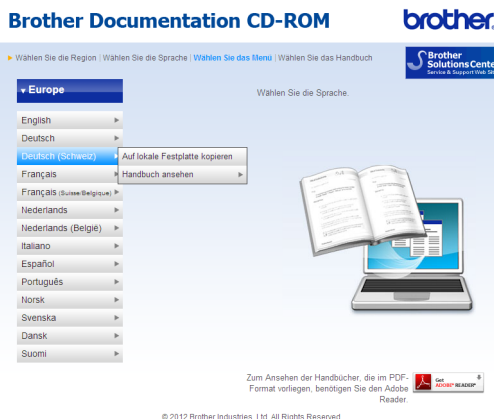 Brother Documentation CD-ROM
brother.
Wählen Sie die Region | Wählen Sie die Sprache | Wählen Sie das Menü | Wählen Sie das Handbuch
Brother
Solutions Cente
Service & Support Web Sit
Europe
Wählen Sie die Sprache.
English
Deutsch
Deutsch (Schweiz)
Auf lokale Festplatte kopieren
Français
Handbuch ansehen
Français (Suisse/Belgique)
Nederlands
Nederlands (België)
Italiano
Español
Português
Norsk
Svenska
Dansk
Suomi
Zum Ansehen der Handbücher, die im PDF-
Format vorliegen, benötigen Sie den Adobe
Reader.
Get
ADOBE® READER®
© 2012 Brother Industries, Ltd. All Rights Reserved.